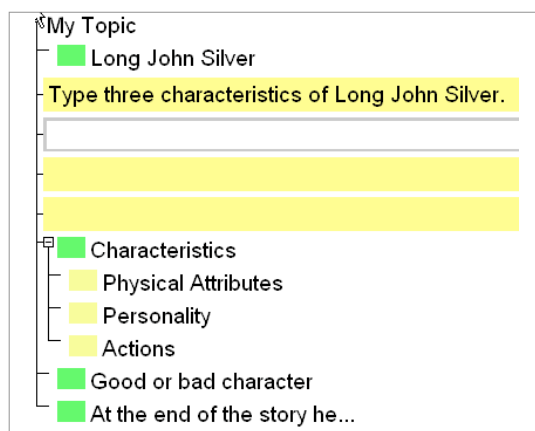 My Topic
Long John Silver
Type three characteristics of Long John Silver.
Characteristics
Physical Attributes
Personality
Actions
Good or bad character
At the end of the story he...